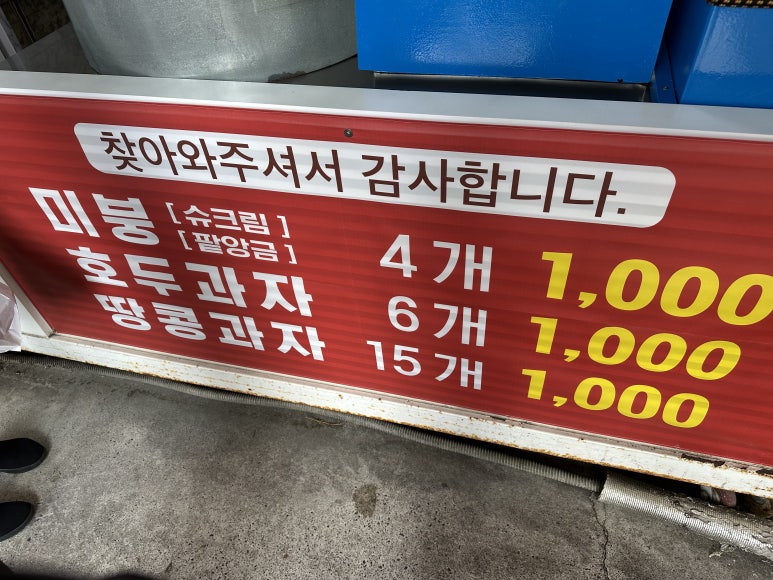 찾아와주셔서 감사합니다.
미붕 [슈크림] [팥앙금] 4개 1,000
호두과자 6개 1,000
땅콩과자 15개 1,000